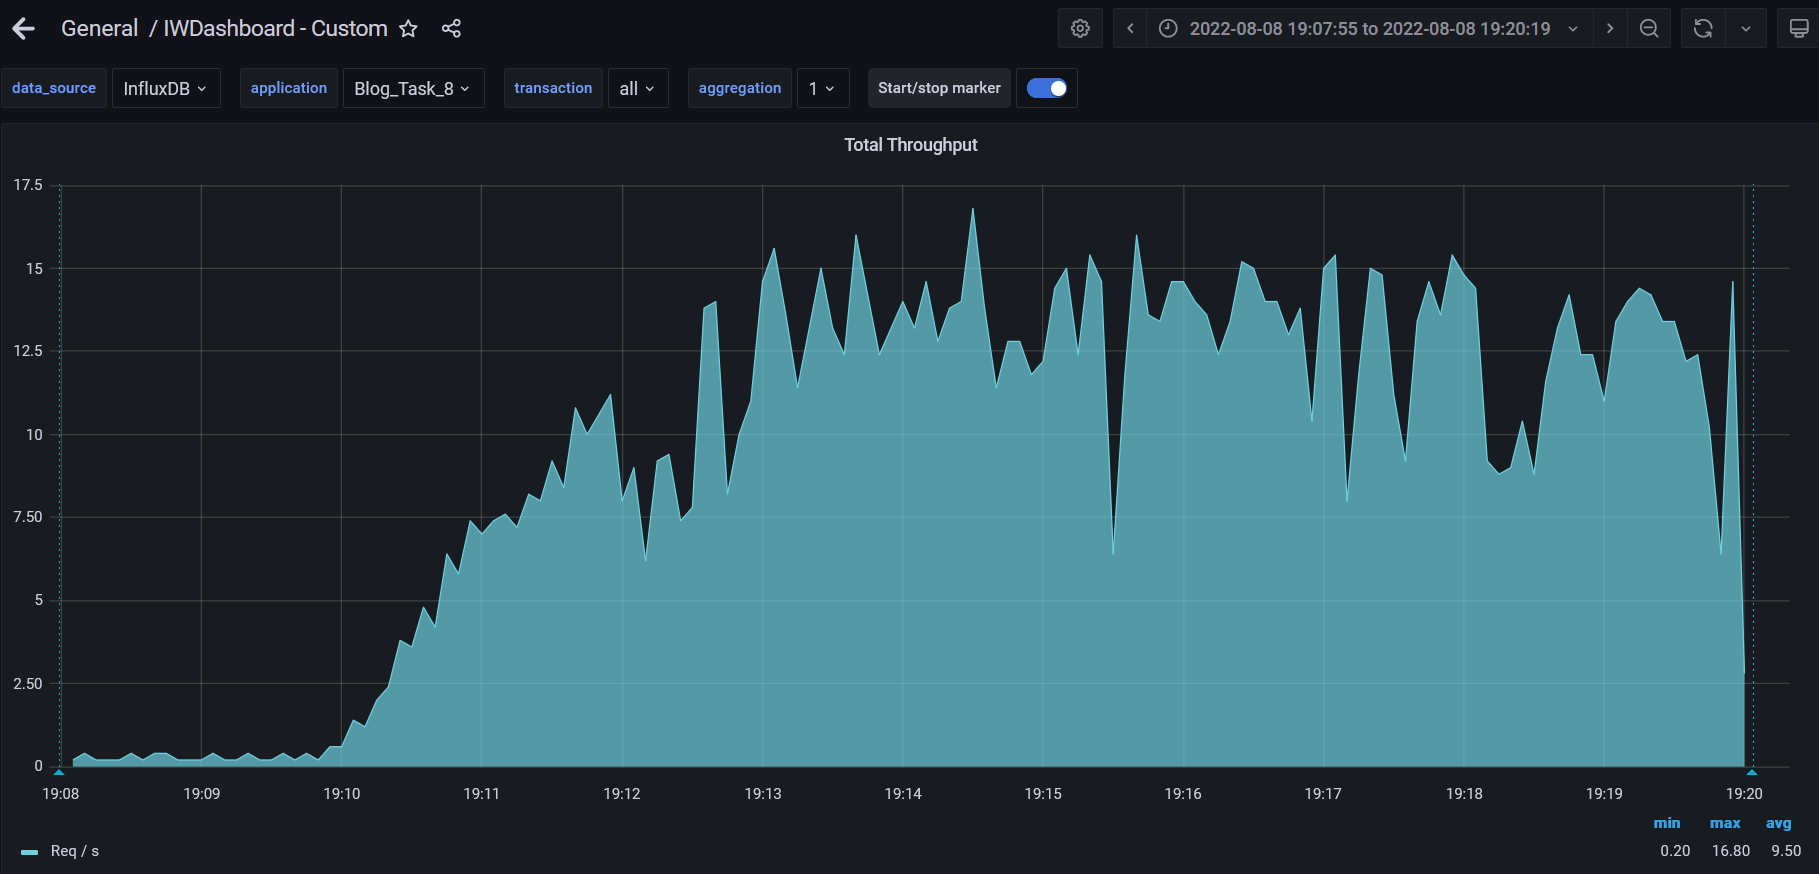 General / IWDashboard - Custom
2022-08-08 19:07:55 to 2022-08-08 19:20:19
data_source InfluxDB application Blog_Task_8 transaction all aggregation 1 Start/stop marker
Total Throughput
17.5
15
12.5
10
7.50
5
2.50
0
19:08 19:09 19:10 19:11 19:12 19:13 19:14 19:15 19:16 19:17 19:18 19:19 19:20
min max avg
Req / s 0.20 16.80 9.50